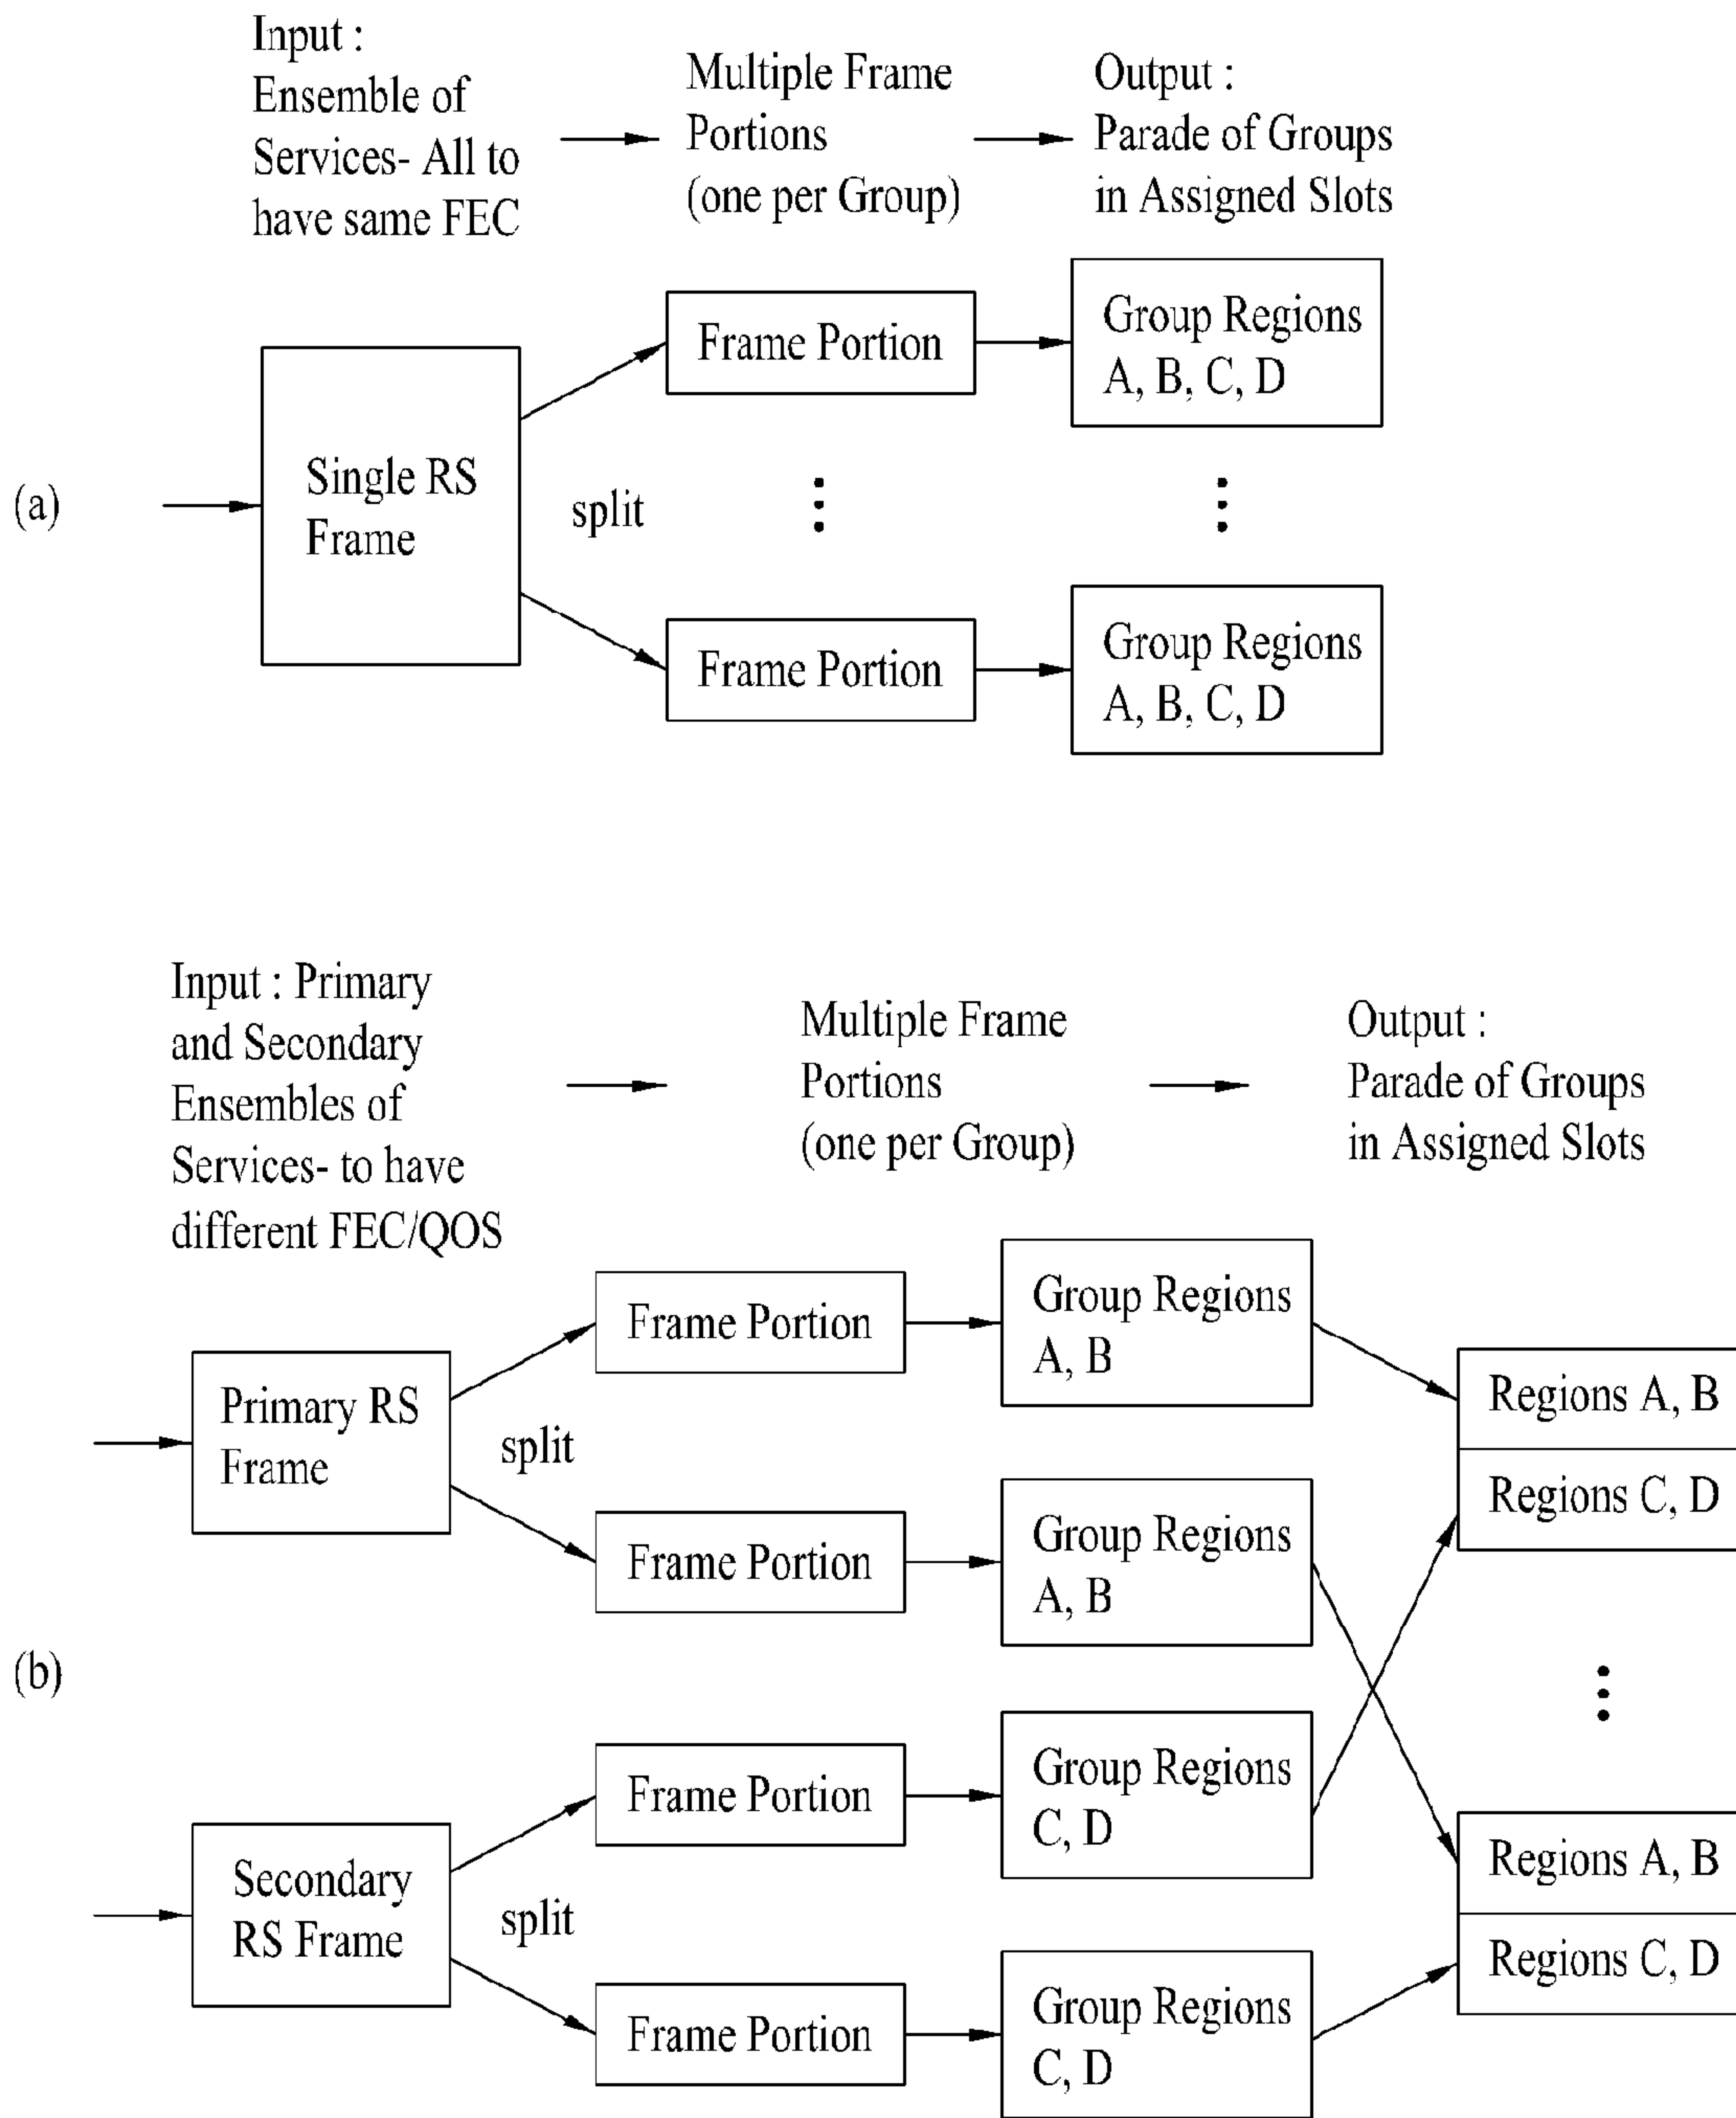 Input :
Ensemble of
Services- All to
have same FEC
Multiple Frame
Portions
(one per Group)
Output :
Parade of Groups
in Assigned Slots
(a)
Single RS
Frame
split
Frame Portion
Group Regions
A, B, C, D
Frame Portion
Group Regions
A, B, C, D
Input : Primary
and Secondary
Ensembles of
Services- to have
different FEC/QOS
Multiple Frame
Portions
(one per Group)
Output :
Parade of Groups
in Assigned Slots
(b)
Primary RS
Frame
split
Frame Portion
Group Regions
A, B
Frame Portion
Group Regions
A, B
Regions A, B
Regions C, D
Secondary
RS Frame
split
Frame Portion
Group Regions
C, D
Frame Portion
Group Regions
C, D
Regions A, B
Regions C, D